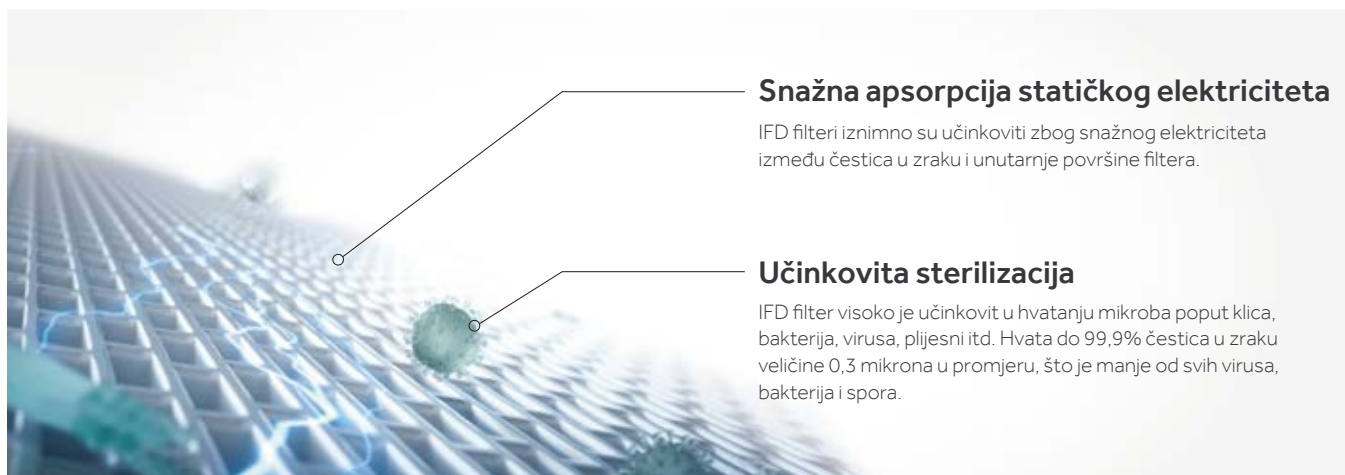 Snažna apsorpcija statičkog elektriciteta
IFD filteri iznimno su učinkoviti zbog snažnog elektriciteta
između čestica u zraku i unutarnje površine filtera.
Učinkovita sterilizacija
IFD filter visoko je učinkovit u hvatanju mikroba poput klica,
bakterija, virusa, plijesni itd. Hvata do 99,9% čestica u zraku
veličine 0,3 mikrona u promjeru, što je manje od svih virusa,
bakterija i spora.